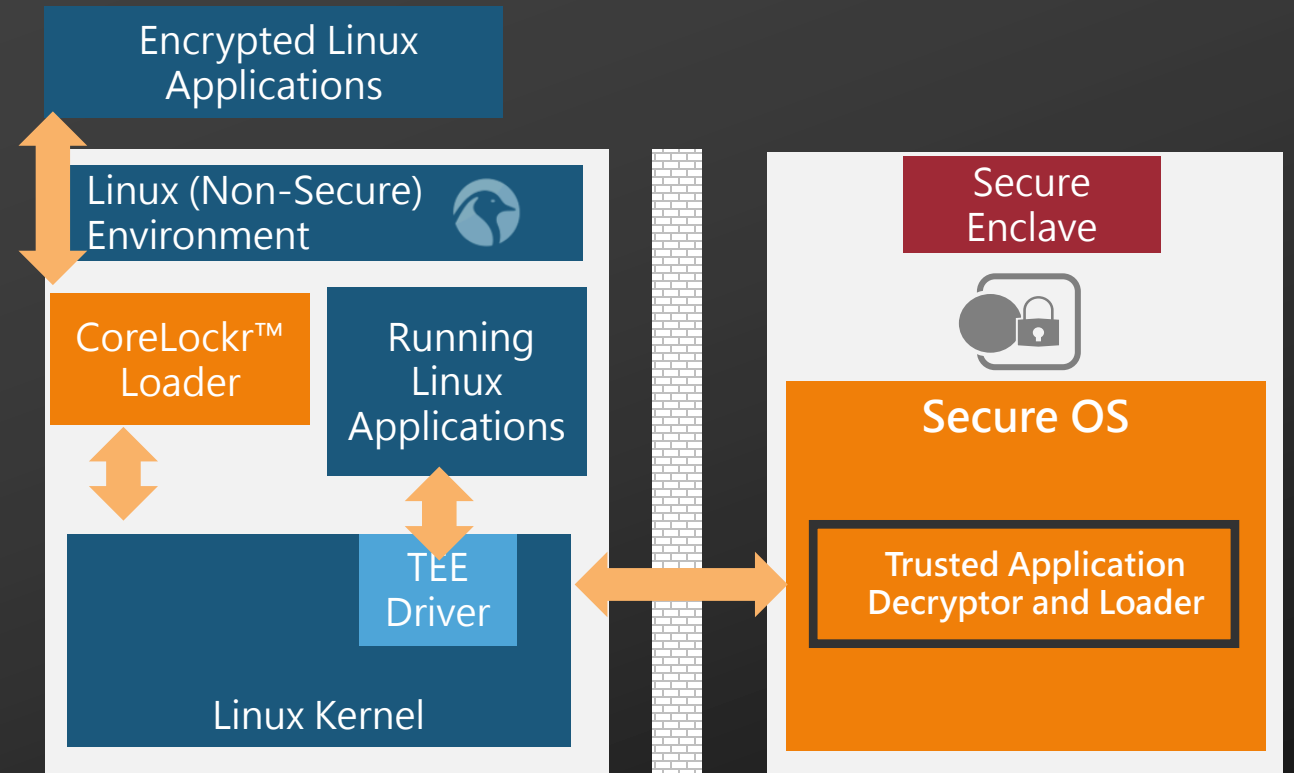 Encrypted Linux
Applications
Linux (Non-Secure)
Environment
CoreLockr™
Loader
Running
Linux
Applications
TEE
Driver
Linux Kernel
Secure
Enclave
Secure OS
Trusted Application
Decryptor and Loader